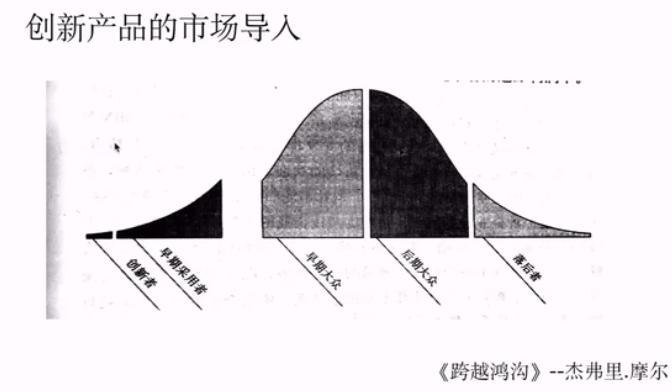 创新产品的市场导入
创新者
早期采用者
早期大众
后期大众
落后者
《跨越鸿沟》--杰弗里.摩尔